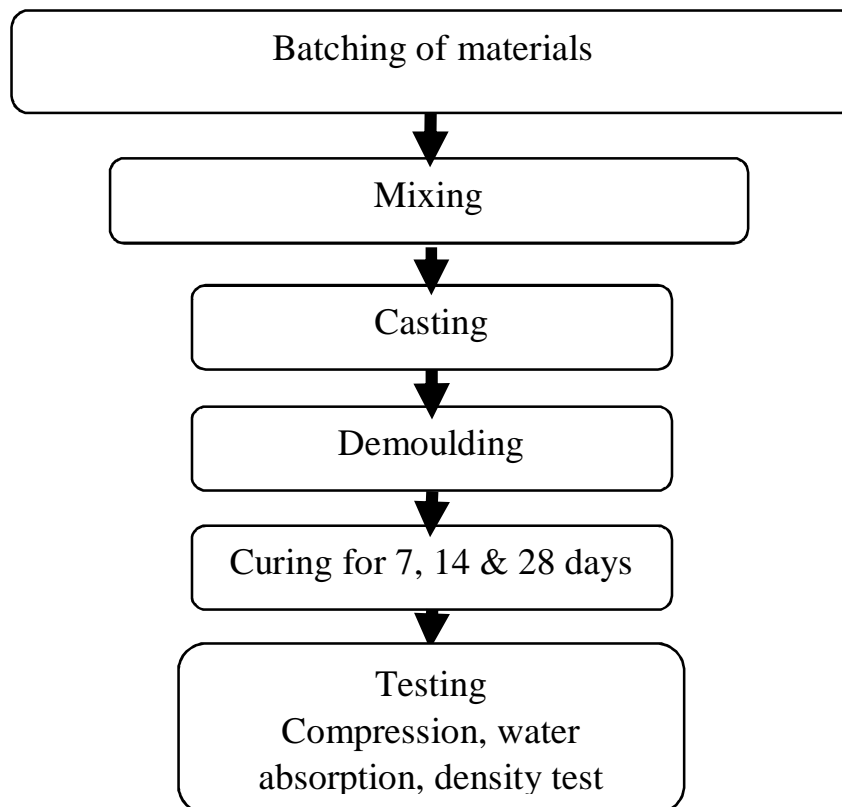 Batching of materials
Mixing
Casting
Demoulding
Curing for 7, 14 & 28 days
Testing
Compression, water
absorption, density test